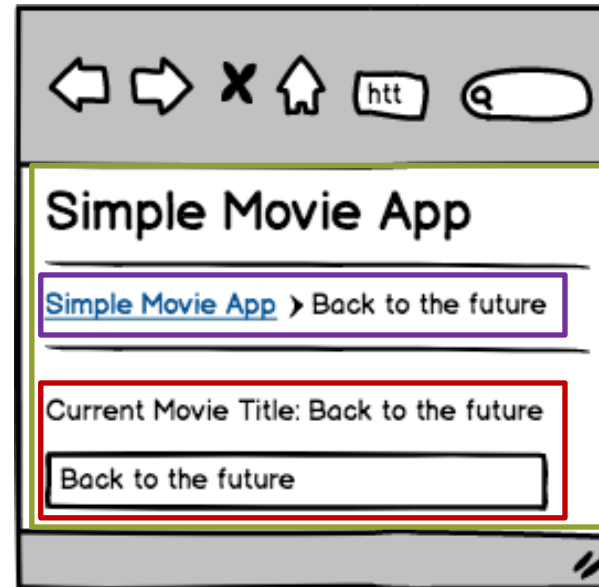 htt
Simple Movie App
Simple Movie App > Back to the future
Current Movie Title: Back to the future
Back to the future